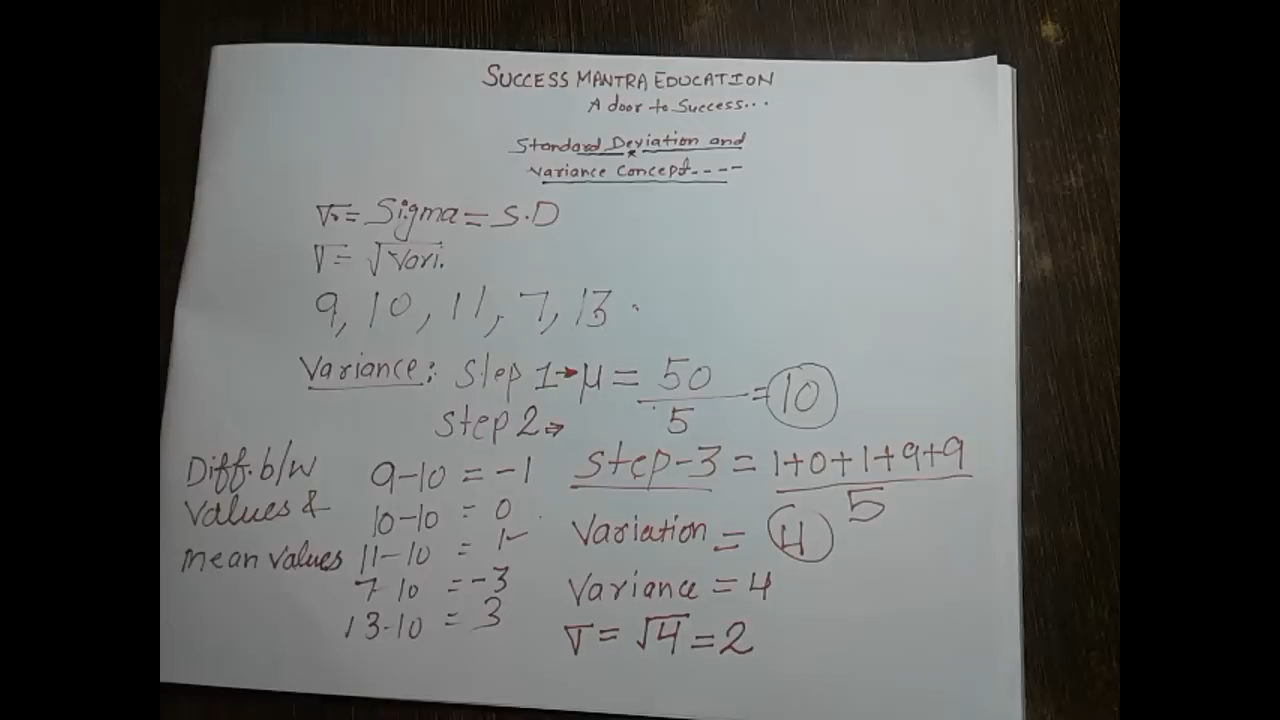 SUCCESS MANTRA EDUCATION
A door to Success...
Standard Deviation and
Variance Concept----
σ = Sigma = S.D
σ = √Vari.
9, 10, 11, 7, 13
Variance: Step 1→ μ = 50/5 = 10
Step 2⇒
Diff. b/w Values & mean values
9-10 = -1
10-10 = 0
11-10 = 1
7 10 = -3
13-10 = 3
Step-3 = 1+0+1+9+9/5
Variation = 4
Variance = 4
σ = √4 = 2